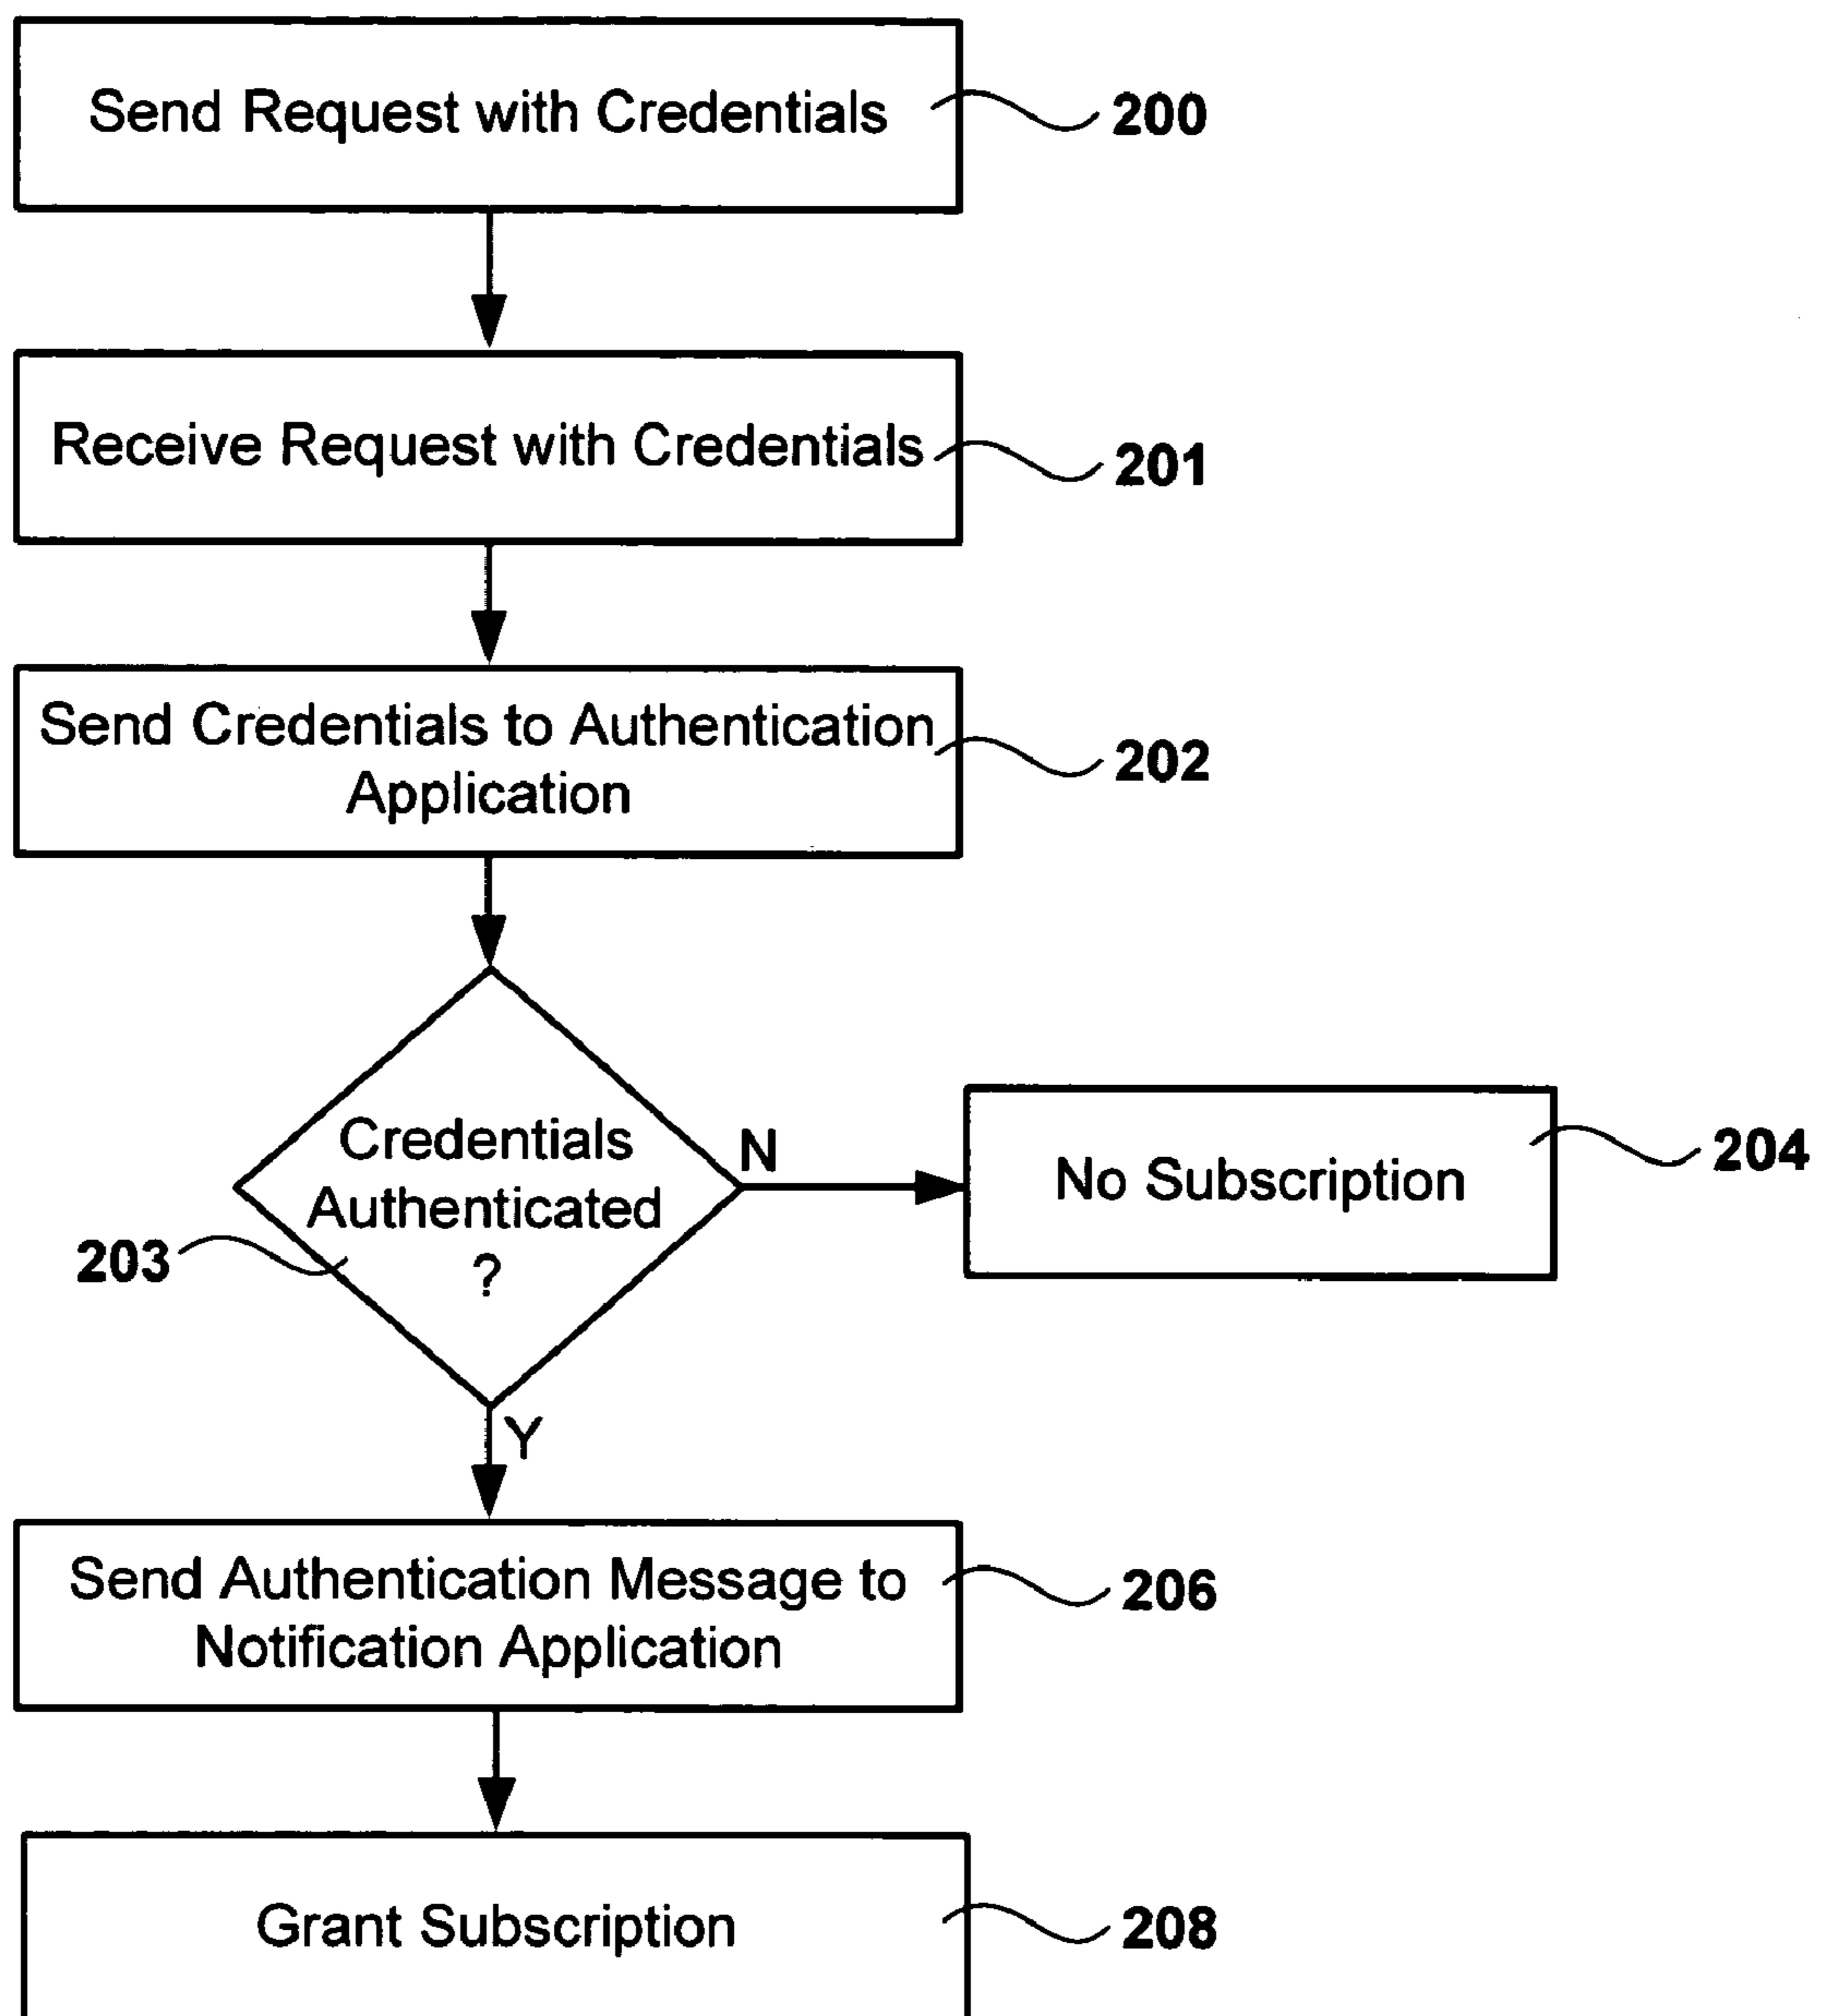 Send Request with Credentials
200
Receive Request with Credentials
201
Send Credentials to Authentication
Application
202
Credentials
Authenticated
?
203
N
No Subscription
204
Y
Send Authentication Message to
Notification Application
206
Grant Subscription
208